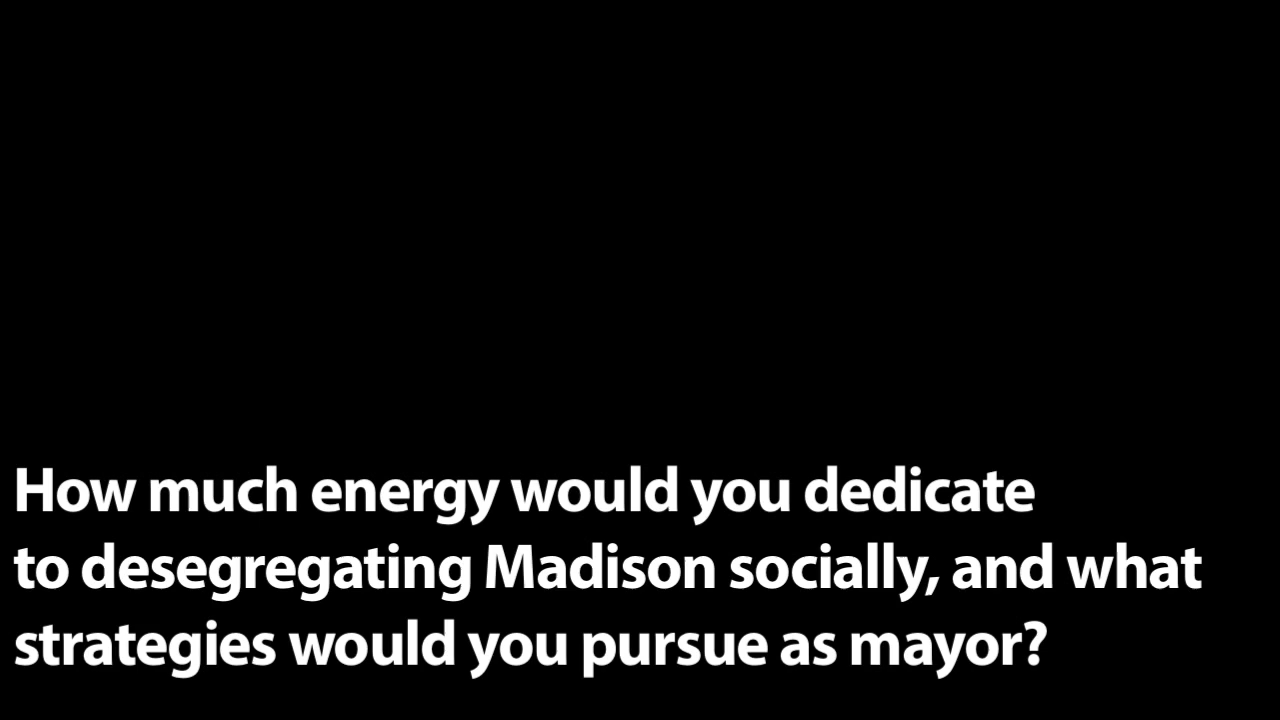 How much energy would you dedicate
to desegregating Madison socially, and what
strategies would you pursue as mayor?